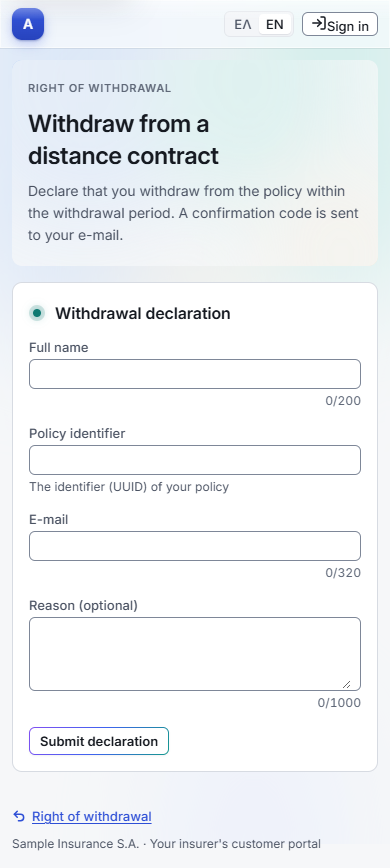 A
ΕΛ EN Sign in
RIGHT OF WITHDRAWAL
Withdraw from a
distance contract
Declare that you withdraw from the policy within
the withdrawal period. A confirmation code is sent
to your e-mail.
Withdrawal declaration
Full name
0/200
Policy identifier
The identifier (UUID) of your policy
E-mail
0/320
Reason (optional)
0/1000
Submit declaration
Right of withdrawal
Sample Insurance S.A. · Your insurer's customer portal